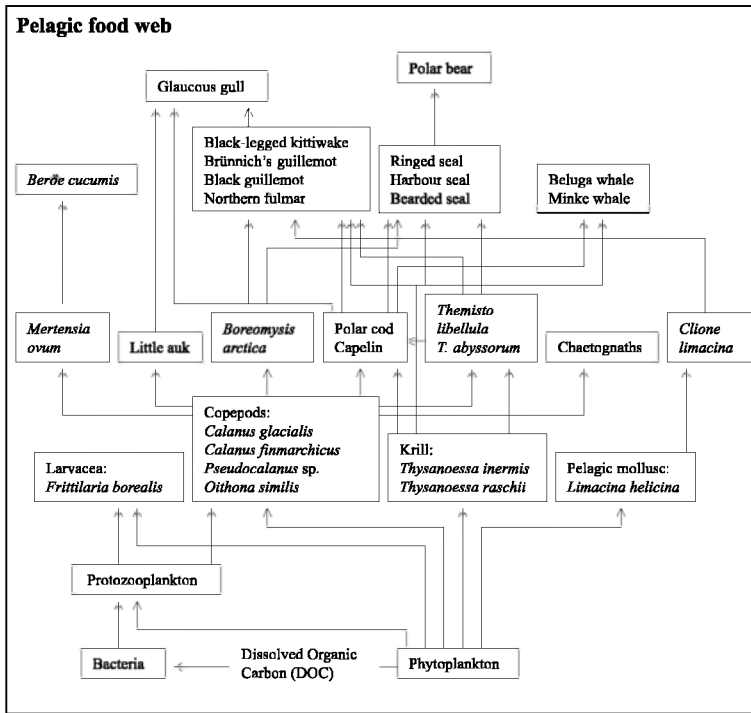 Pelagic food web
Polar bear
Glaucous gull
Black-legged kittiwake
Brünnich's guillemot
Black guillemot
Northern fulmar
Ringed seal
Harbour seal
Bearded seal
Beluga whale
Minke whale
Beröe cucumis
Mertensia
ovum
Little auk
Boreomysis
arctica
Polar cod
Capelin
Themisto
libellula
T. abyssorum
Chaetognaths
Clione
limacina
Copepods:
Calanus glacialis
Calanus finmarchicus
Pseudocalanus sp.
Oithona similis
Larvacea:
Frittilaria borealis
Krill:
Thysanoessa inermis
Thysanoessa raschii
Pelagic mollusc:
Limacina helicina
Protozooplankton
Bacteria
Dissolved Organic
Carbon (DOC)
Phytoplankton